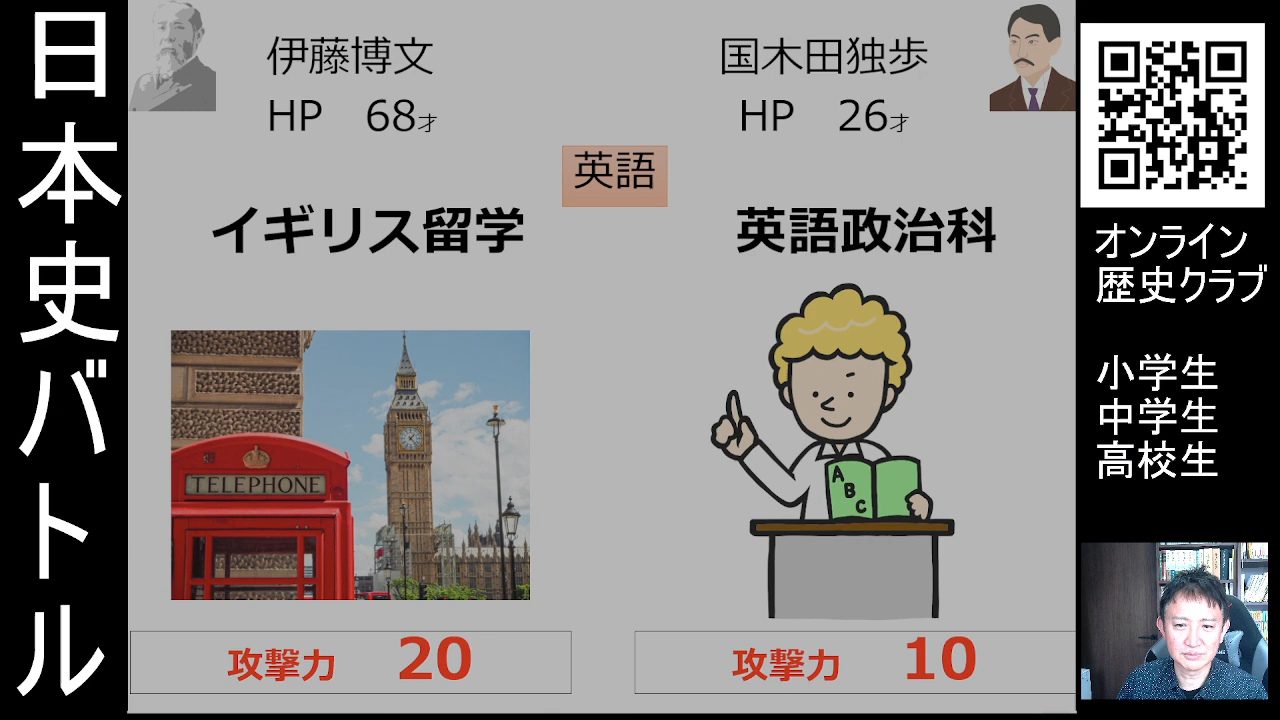 日本史バトル
伊藤博文
HP 68才
国木田独歩
HP 26才
英語
イギリス留学
英語政治科
TELEPHONE
A
B
C
攻撃力 20
攻撃力 10
オンライン
歴史クラブ
小学生
中学生
高校生